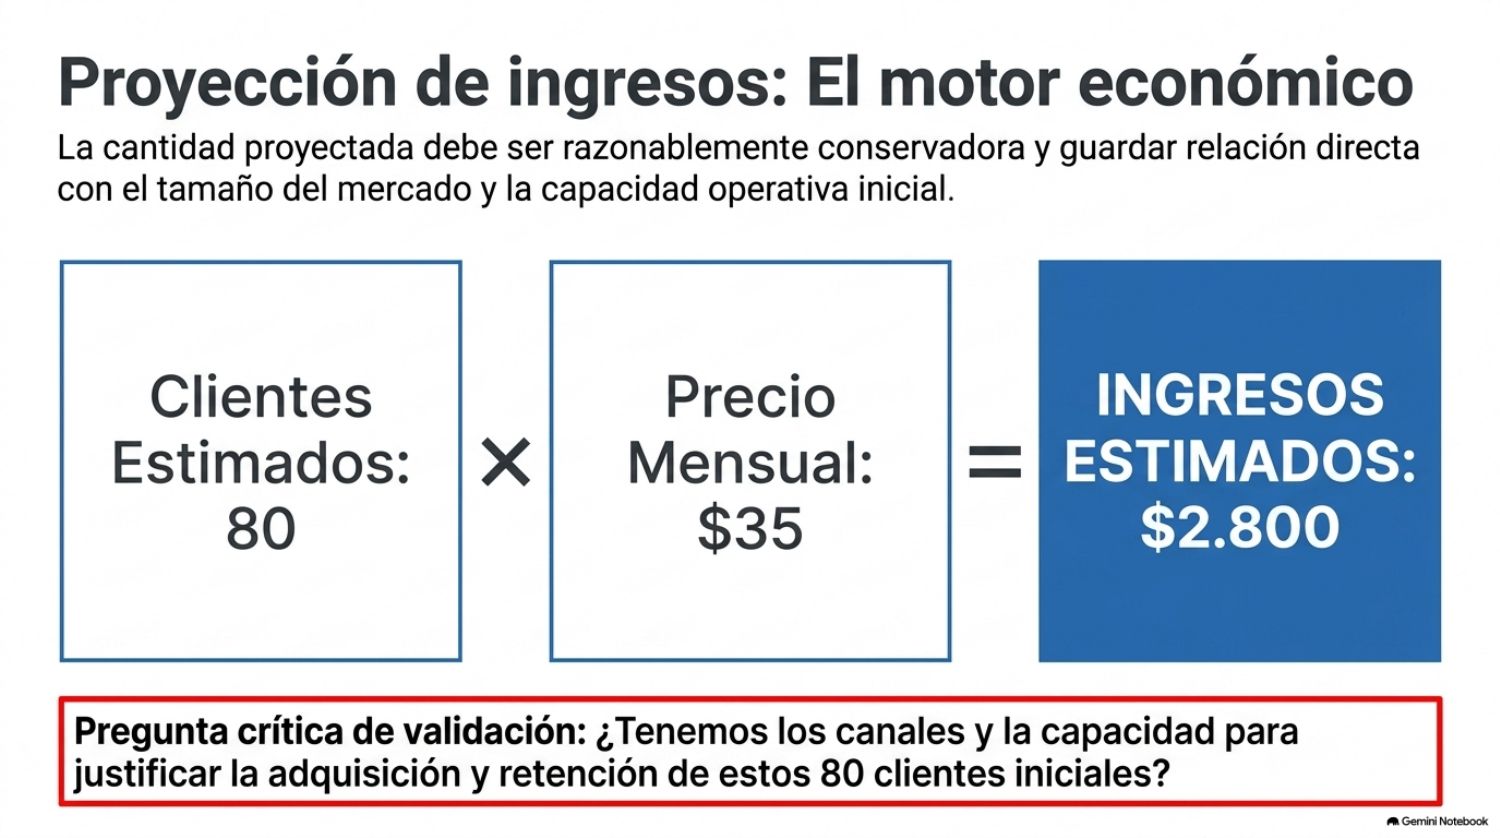 Proyección de ingresos: El motor económico
La cantidad proyectada debe ser razonablemente conservadora y guardar relación directa
con el tamaño del mercado y la capacidad operativa inicial.
Clientes
Estimados:
80
×
Precio
Mensual:
$35
=
INGRESOS
ESTIMADOS:
$2.800
Pregunta crítica de validación: ¿Tenemos los canales y la capacidad para
justificar la adquisición y retención de estos 80 clientes iniciales?
Gemini Notebook